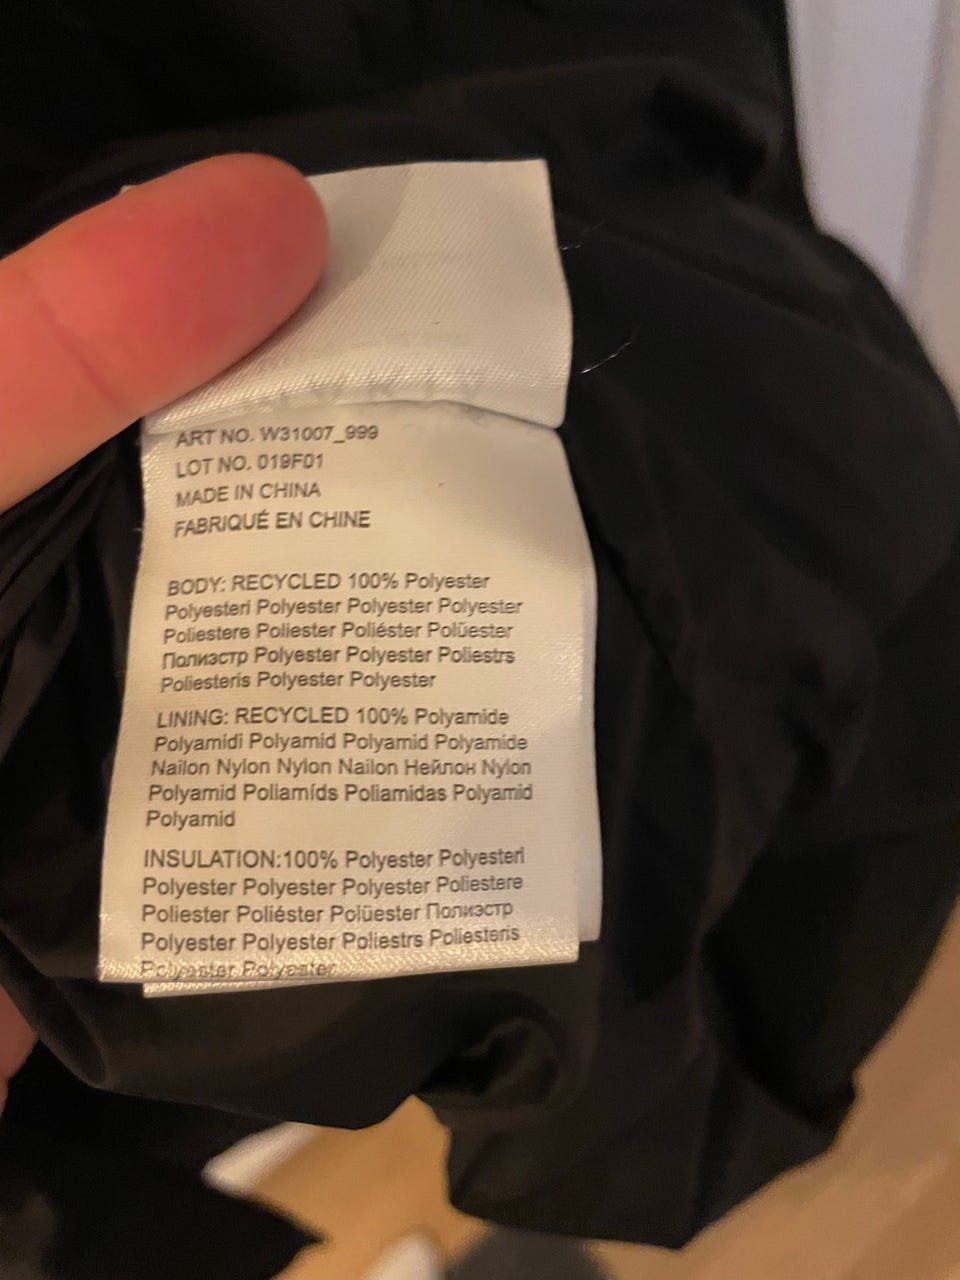 ART NO. W31007_999
LOT NO. 019F01
MADE IN CHINA
FABRIQUÉ EN CHINE
BODY: RECYCLED 100% Polyester
Polyesteri Polyester Polyester Polyester
Poliestere Poliester Poliéster Polüester
Полиэстр Polyester Polyester Poliestrs
Poliesteris Polyester Polyester
LINING: RECYCLED 100% Polyamide
Polyamidi Polyamid Polyamid Polyamide
Nailon Nylon Nylon Nailon Нейлон Nylon
Polyamid Poliamīds Poliamidas Polyamid
Polyamid
INSULATION:100% Polyester Polyesteri
Polyester Polyester Polyester Poliestere
Poliester Poliéster Polüester Полиэстр
Polyester Polyester Poliestrs Poliesteris
Polyester Polyester